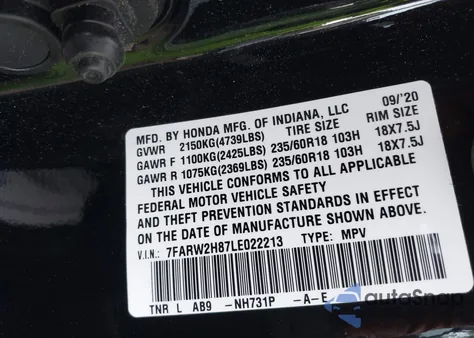 MFD. BY HONDA MFG. OF INDIANA, LLC 09/'20
GVWR 2150KG(4739LBS) TIRE SIZE RIM SIZE
GAWR F 1100KG(2425LBS) 235/60R18 103H 18X7.5J
GAWR R 1075KG(2369LBS) 235/60R18 103H 18X7.5J
THIS VEHICLE CONFORMS TO ALL APPLICABLE
FEDERAL MOTOR VEHICLE SAFETY
AND THEFT PREVENTION STANDARDS IN EFFECT
ON THE DATE OF MANUFACTURE SHOWN ABOVE.
V.I.N.: 7FARW2H87LE022213 TYPE: MPV
TNR L AB9 -NH731P -A-E
autoSnap